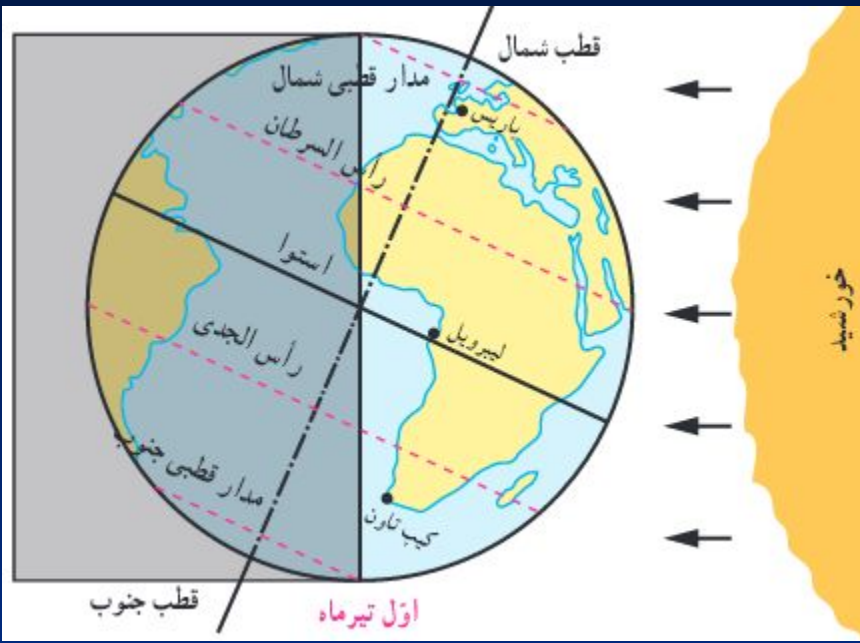 قطب شمال
مدار قطبی شمال
پاریس
رأس السرطان
استوا
لیبرویل
رأس الجدی
مدار قطبی جنوب
کیپ تاون
قطب جنوب
اوّل تیرماه
خورشید